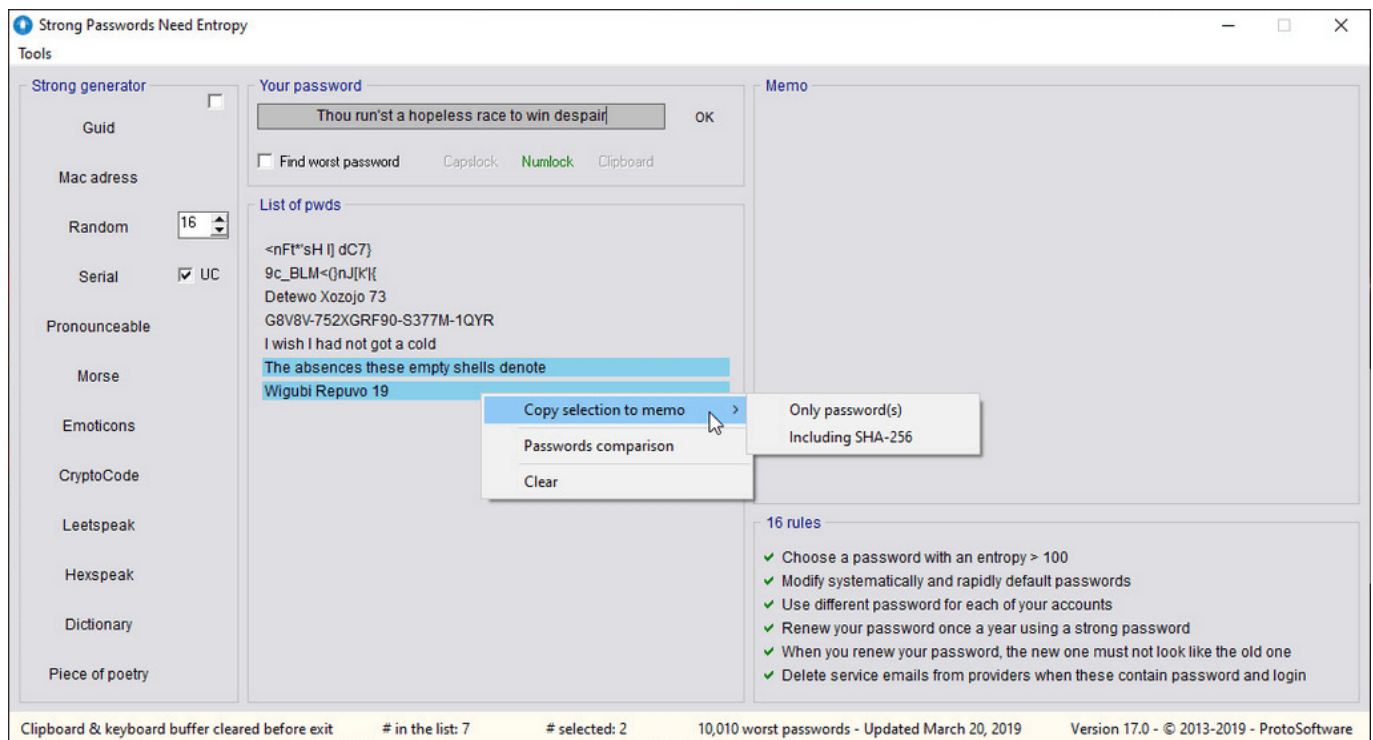 Strong Passwords Need Entropy
Tools
Strong generator
Guid
Mac adress
Random 16
Serial UC
Pronounceable
Morse
Emoticons
CryptoCode
Leetspeak
Hexspeak
Dictionary
Piece of poetry
Your password
Thou run'st a hopeless race to win despair
OK
Find worst password Capslock Numlock Clipboard
List of pwds
<nFt*'sH I] dC7}
9c_BLM<(}nJ[k'|{
Detewo Xozojo 73
G8V8V-752XGRF90-S377M-1QYR
I wish I had not got a cold
The absences these empty shells denote
Wigubi Repuvo 19
Copy selection to memo
Passwords comparison
Clear
Only password(s)
Including SHA-256
Memo
16 rules
Choose a password with an entropy > 100
Modify systematically and rapidly default passwords
Use different password for each of your accounts
Renew your password once a year using a strong password
When you renew your password, the new one must not look like the old one
Delete service emails from providers when these contain password and login
Clipboard & keyboard buffer cleared before exit # in the list: 7 # selected: 2 10,010 worst passwords - Updated March 20, 2019 Version 17.0 - © 2013-2019 - ProtoSoftware